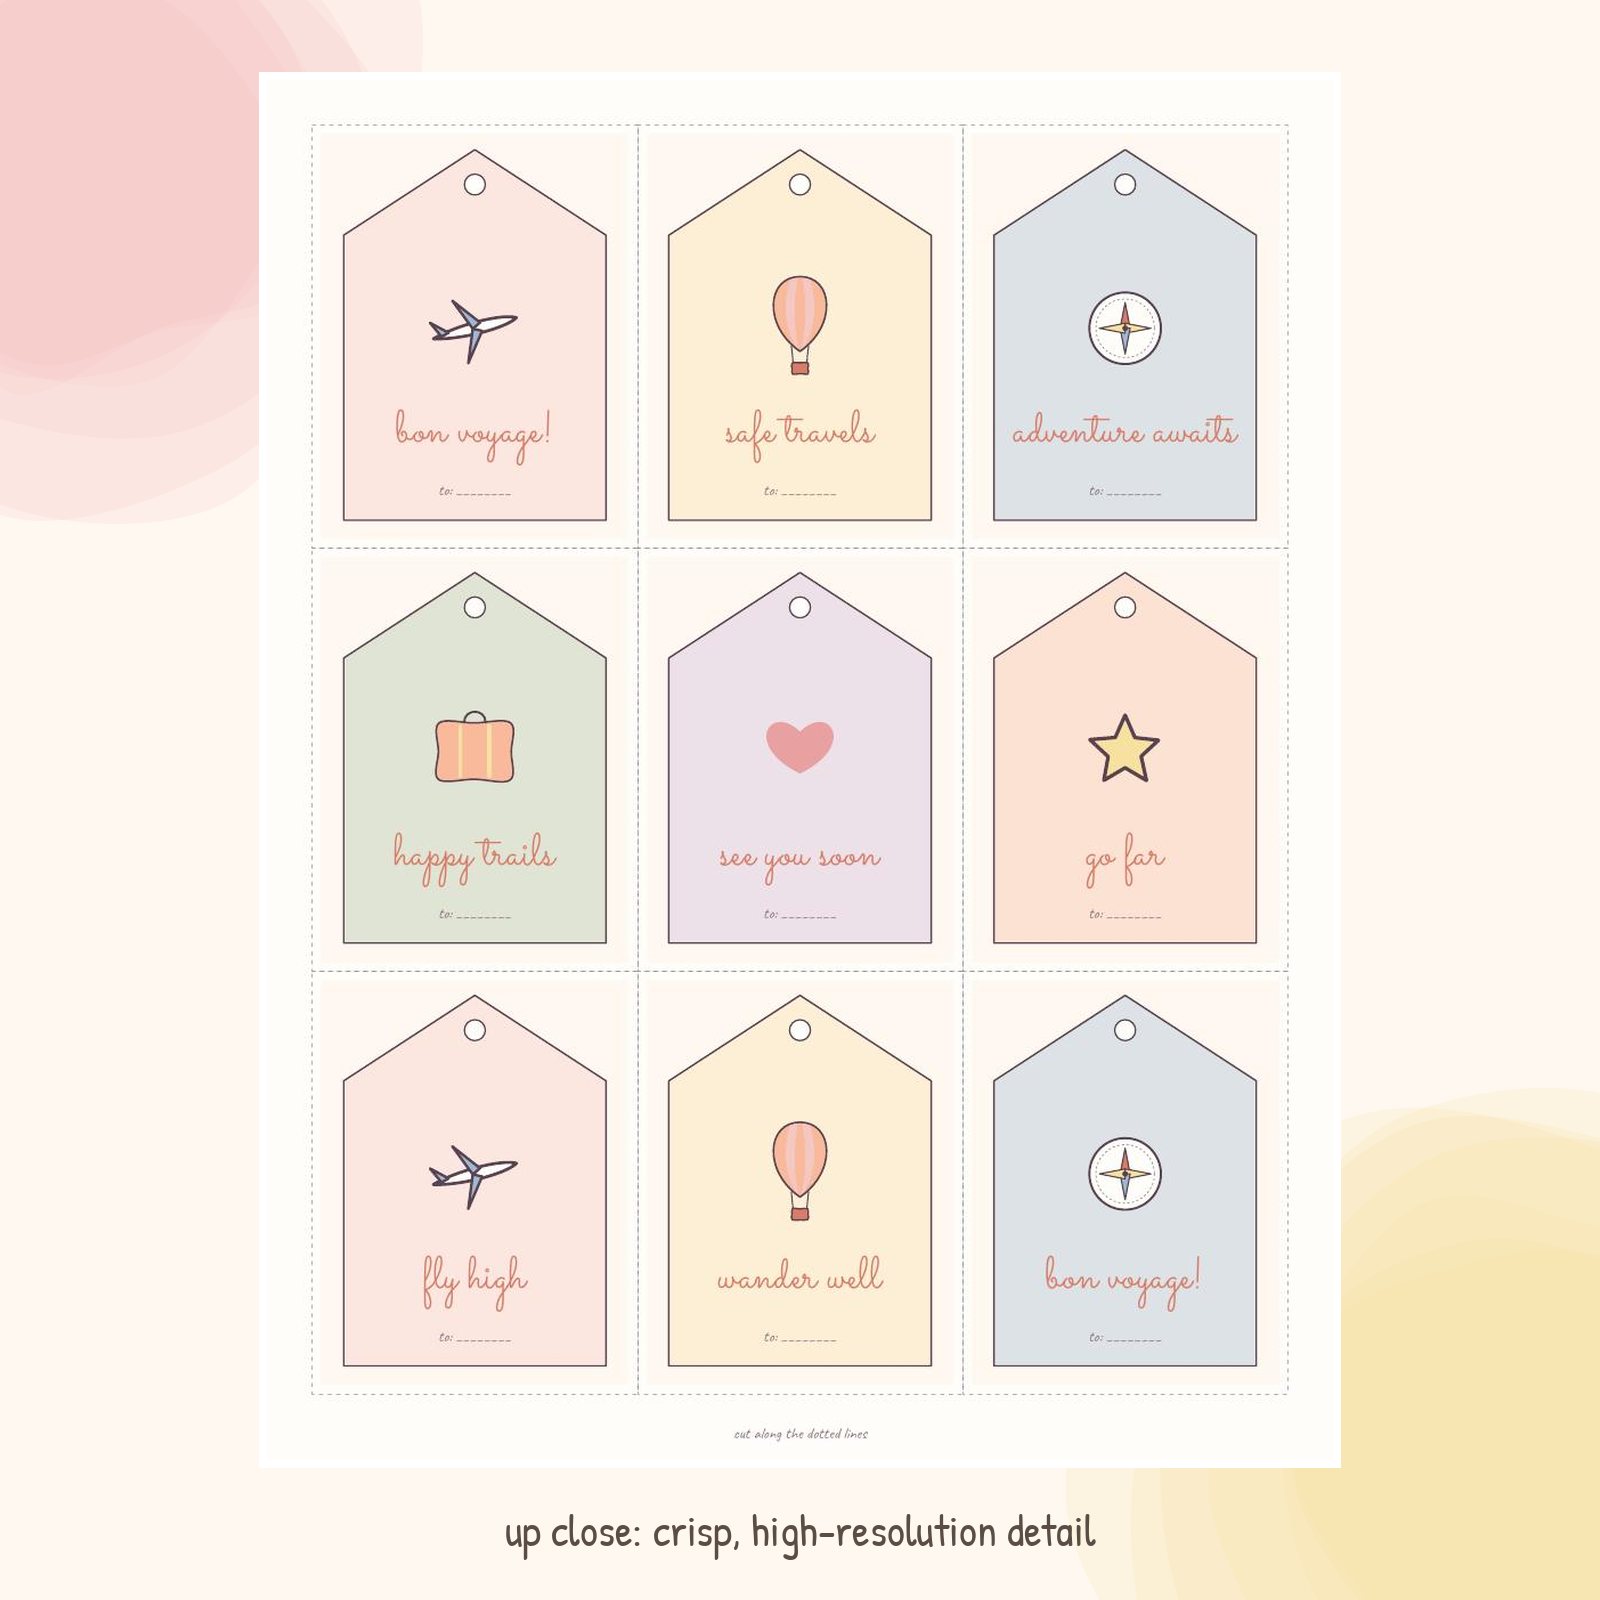 bon voyage!
safe travels
adventure awaits
to: ________
to: ________
to: ________
happy trails
see you soon
go far
to: ________
to: ________
to: ________
fly high
wander well
bon voyage!
to: ________
to: ________
to: ________
cut along the dotted lines
up close: crisp, high-resolution detail